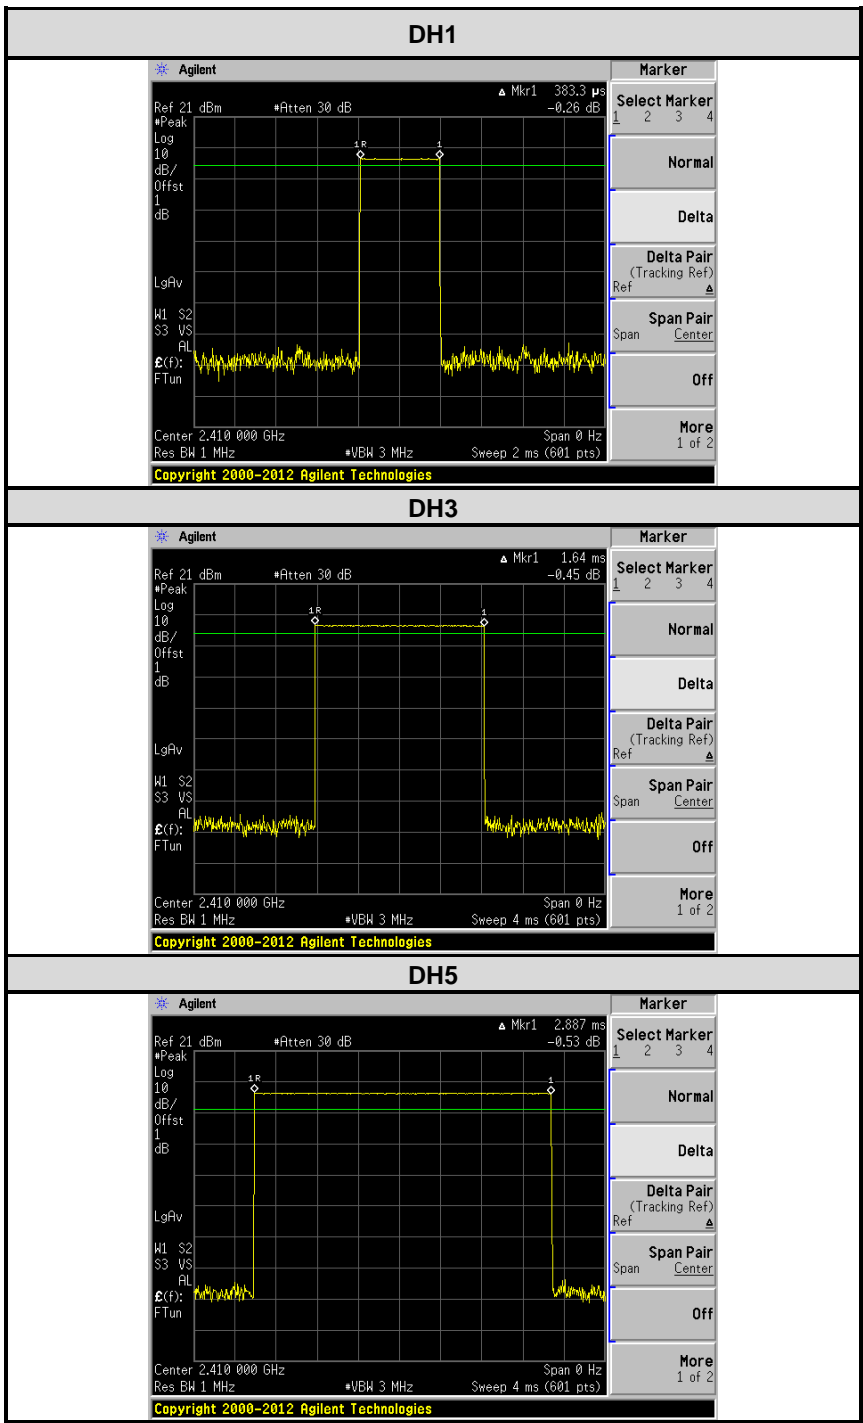 DH1
Agilent
Marker
Δ Mkr1 383.3 µs
Ref 21 dBm #Atten 30 dB -0.26 dB
#Peak
Log
10
dB/
Offst
1
dB
LgAv
W1 S2
S3 VS
AL
£(f):
FTun
1R 1
Center 2.410 000 GHz Span 0 Hz
Res BW 1 MHz #VBW 3 MHz Sweep 2 ms (601 pts)
Copyright 2000-2012 Agilent Technologies
Select Marker
1 2 3 4
Normal
Delta
Delta Pair
(Tracking Ref)
Ref Δ
Span Pair
Span Center
Off
More
1 of 2
DH3
Agilent
Marker
Δ Mkr1 1.64 ms
Ref 21 dBm #Atten 30 dB -0.45 dB
#Peak
Log
10
dB/
Offst
1
dB
LgAv
W1 S2
S3 VS
AL
£(f):
FTun
1R 1
Center 2.410 000 GHz Span 0 Hz
Res BW 1 MHz #VBW 3 MHz Sweep 4 ms (601 pts)
Copyright 2000-2012 Agilent Technologies
Select Marker
1 2 3 4
Normal
Delta
Delta Pair
(Tracking Ref)
Ref Δ
Span Pair
Span Center
Off
More
1 of 2
DH5
Agilent
Marker
Δ Mkr1 2.887 ms
Ref 21 dBm #Atten 30 dB -0.53 dB
#Peak
Log
10
dB/
Offst
1
dB
LgAv
W1 S2
S3 VS
AL
£(f):
FTun
1R 1
Center 2.410 000 GHz Span 0 Hz
Res BW 1 MHz #VBW 3 MHz Sweep 4 ms (601 pts)
Copyright 2000-2012 Agilent Technologies
Select Marker
1 2 3 4
Normal
Delta
Delta Pair
(Tracking Ref)
Ref Δ
Span Pair
Span Center
Off
More
1 of 2